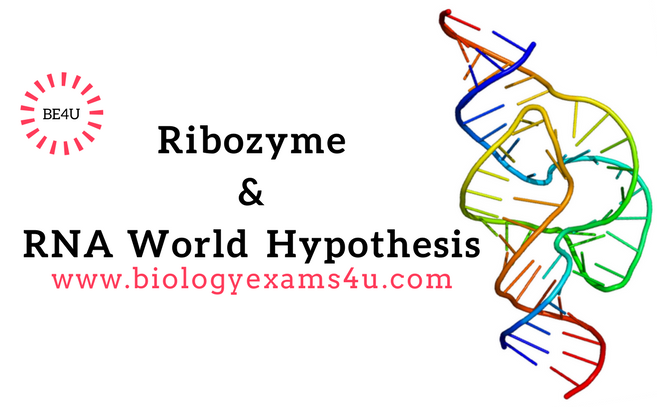 BE4U
Ribozyme
&
RNA World Hypothesis
www.biologyexams4u.com